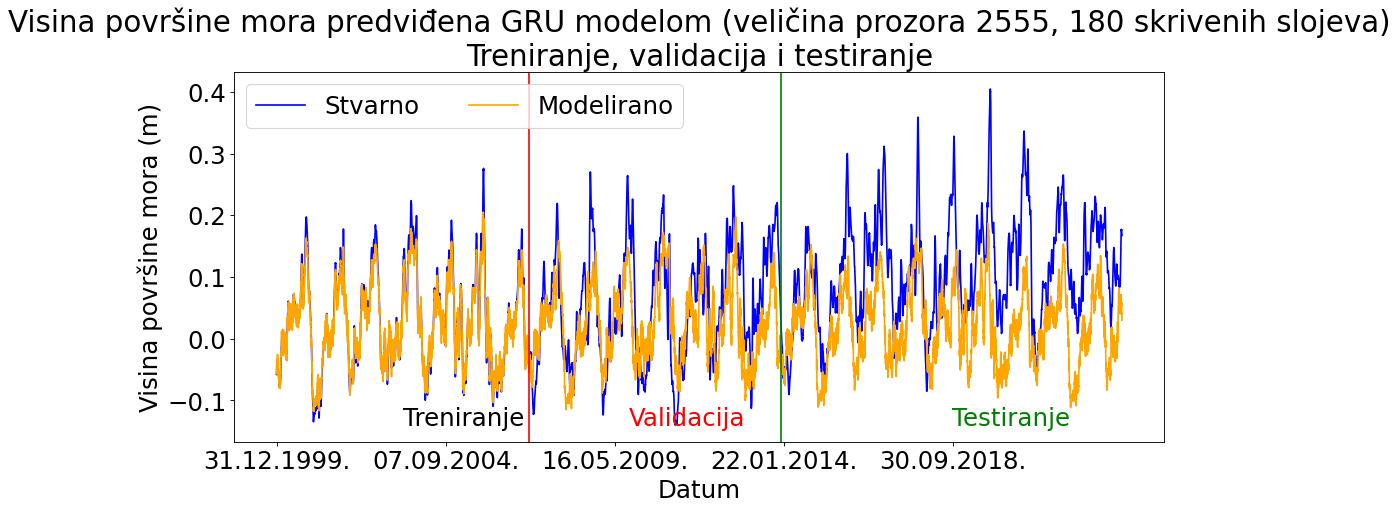 Visina površine mora predviđena GRU modelom (veličina prozora 2555, 180 skrivenih slojeva)
Treniranje, validacija i testiranje
Stvarno
Modelirano
Visina površine mora (m)
0.4
0.3
0.2
0.1
0.0
−0.1
Treniranje
Validacija
Testiranje
31.12.1999.
07.09.2004.
16.05.2009.
22.01.2014.
30.09.2018.
Datum